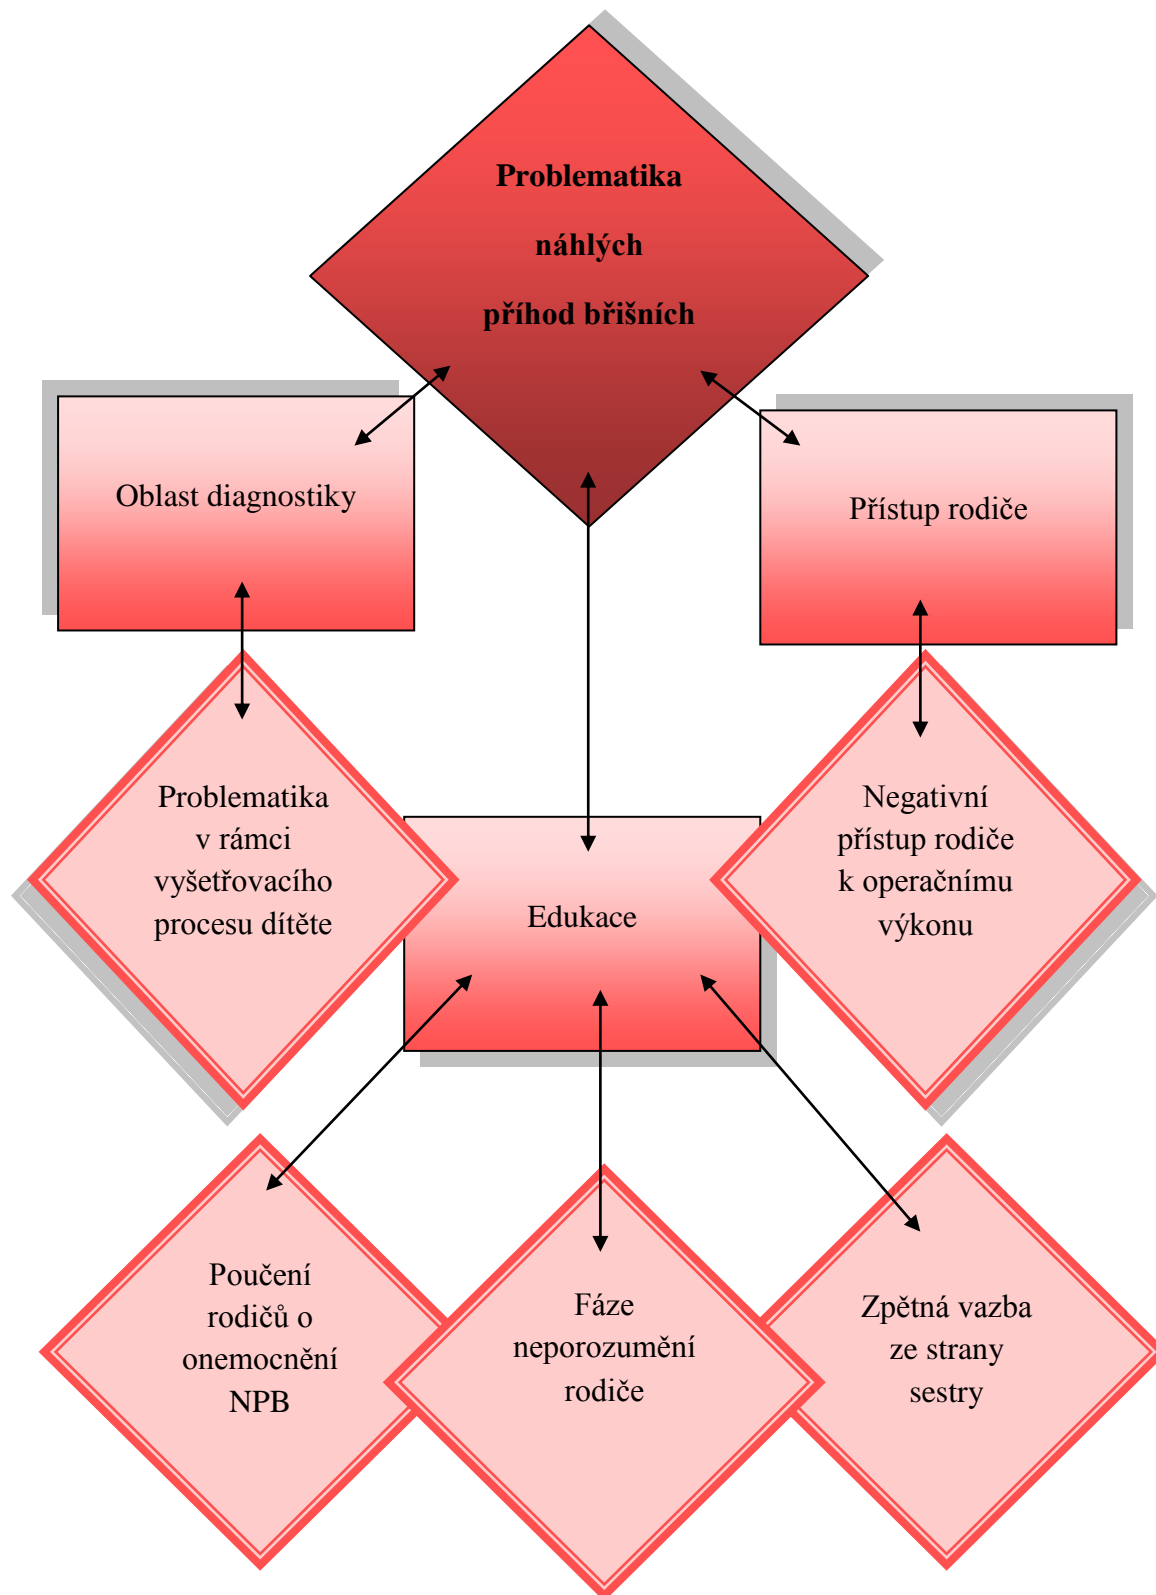 Problematika
náhlých
příhod břišních
Oblast diagnostiky
Přístup rodiče
Problematika
v rámci
vyšetřovacího
procesu dítěte
Edukace
Negativní
přístup rodiče
k operačnímu
výkonu
Poučení
rodičů o
onemocnění
NPB
Fáze
neporozumění
rodiče
Zpětná vazba
ze strany
sestry